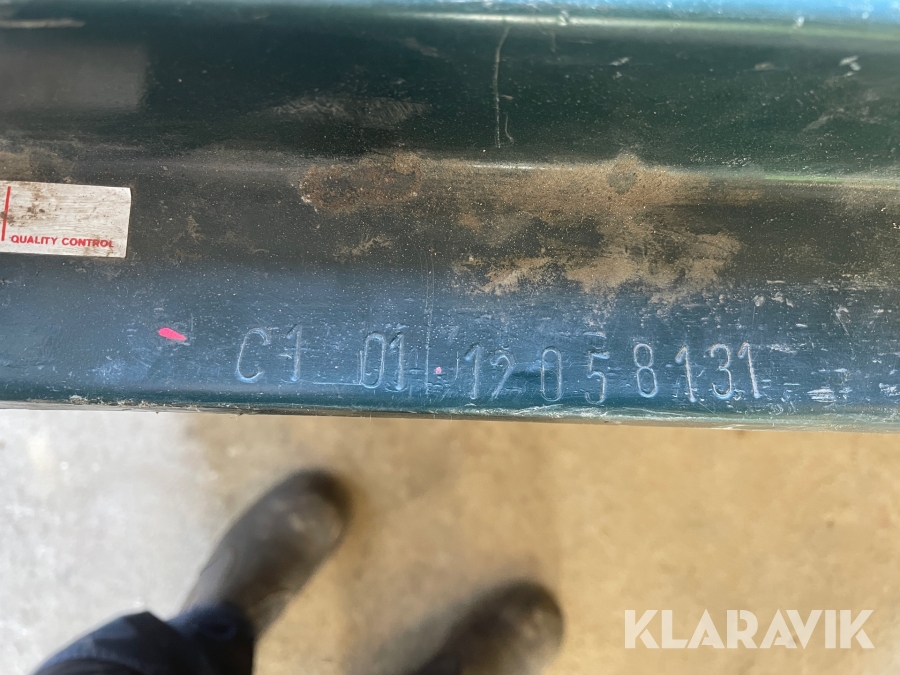 QUALITY CONTROL
C1 01 12058131
KLARAVIK